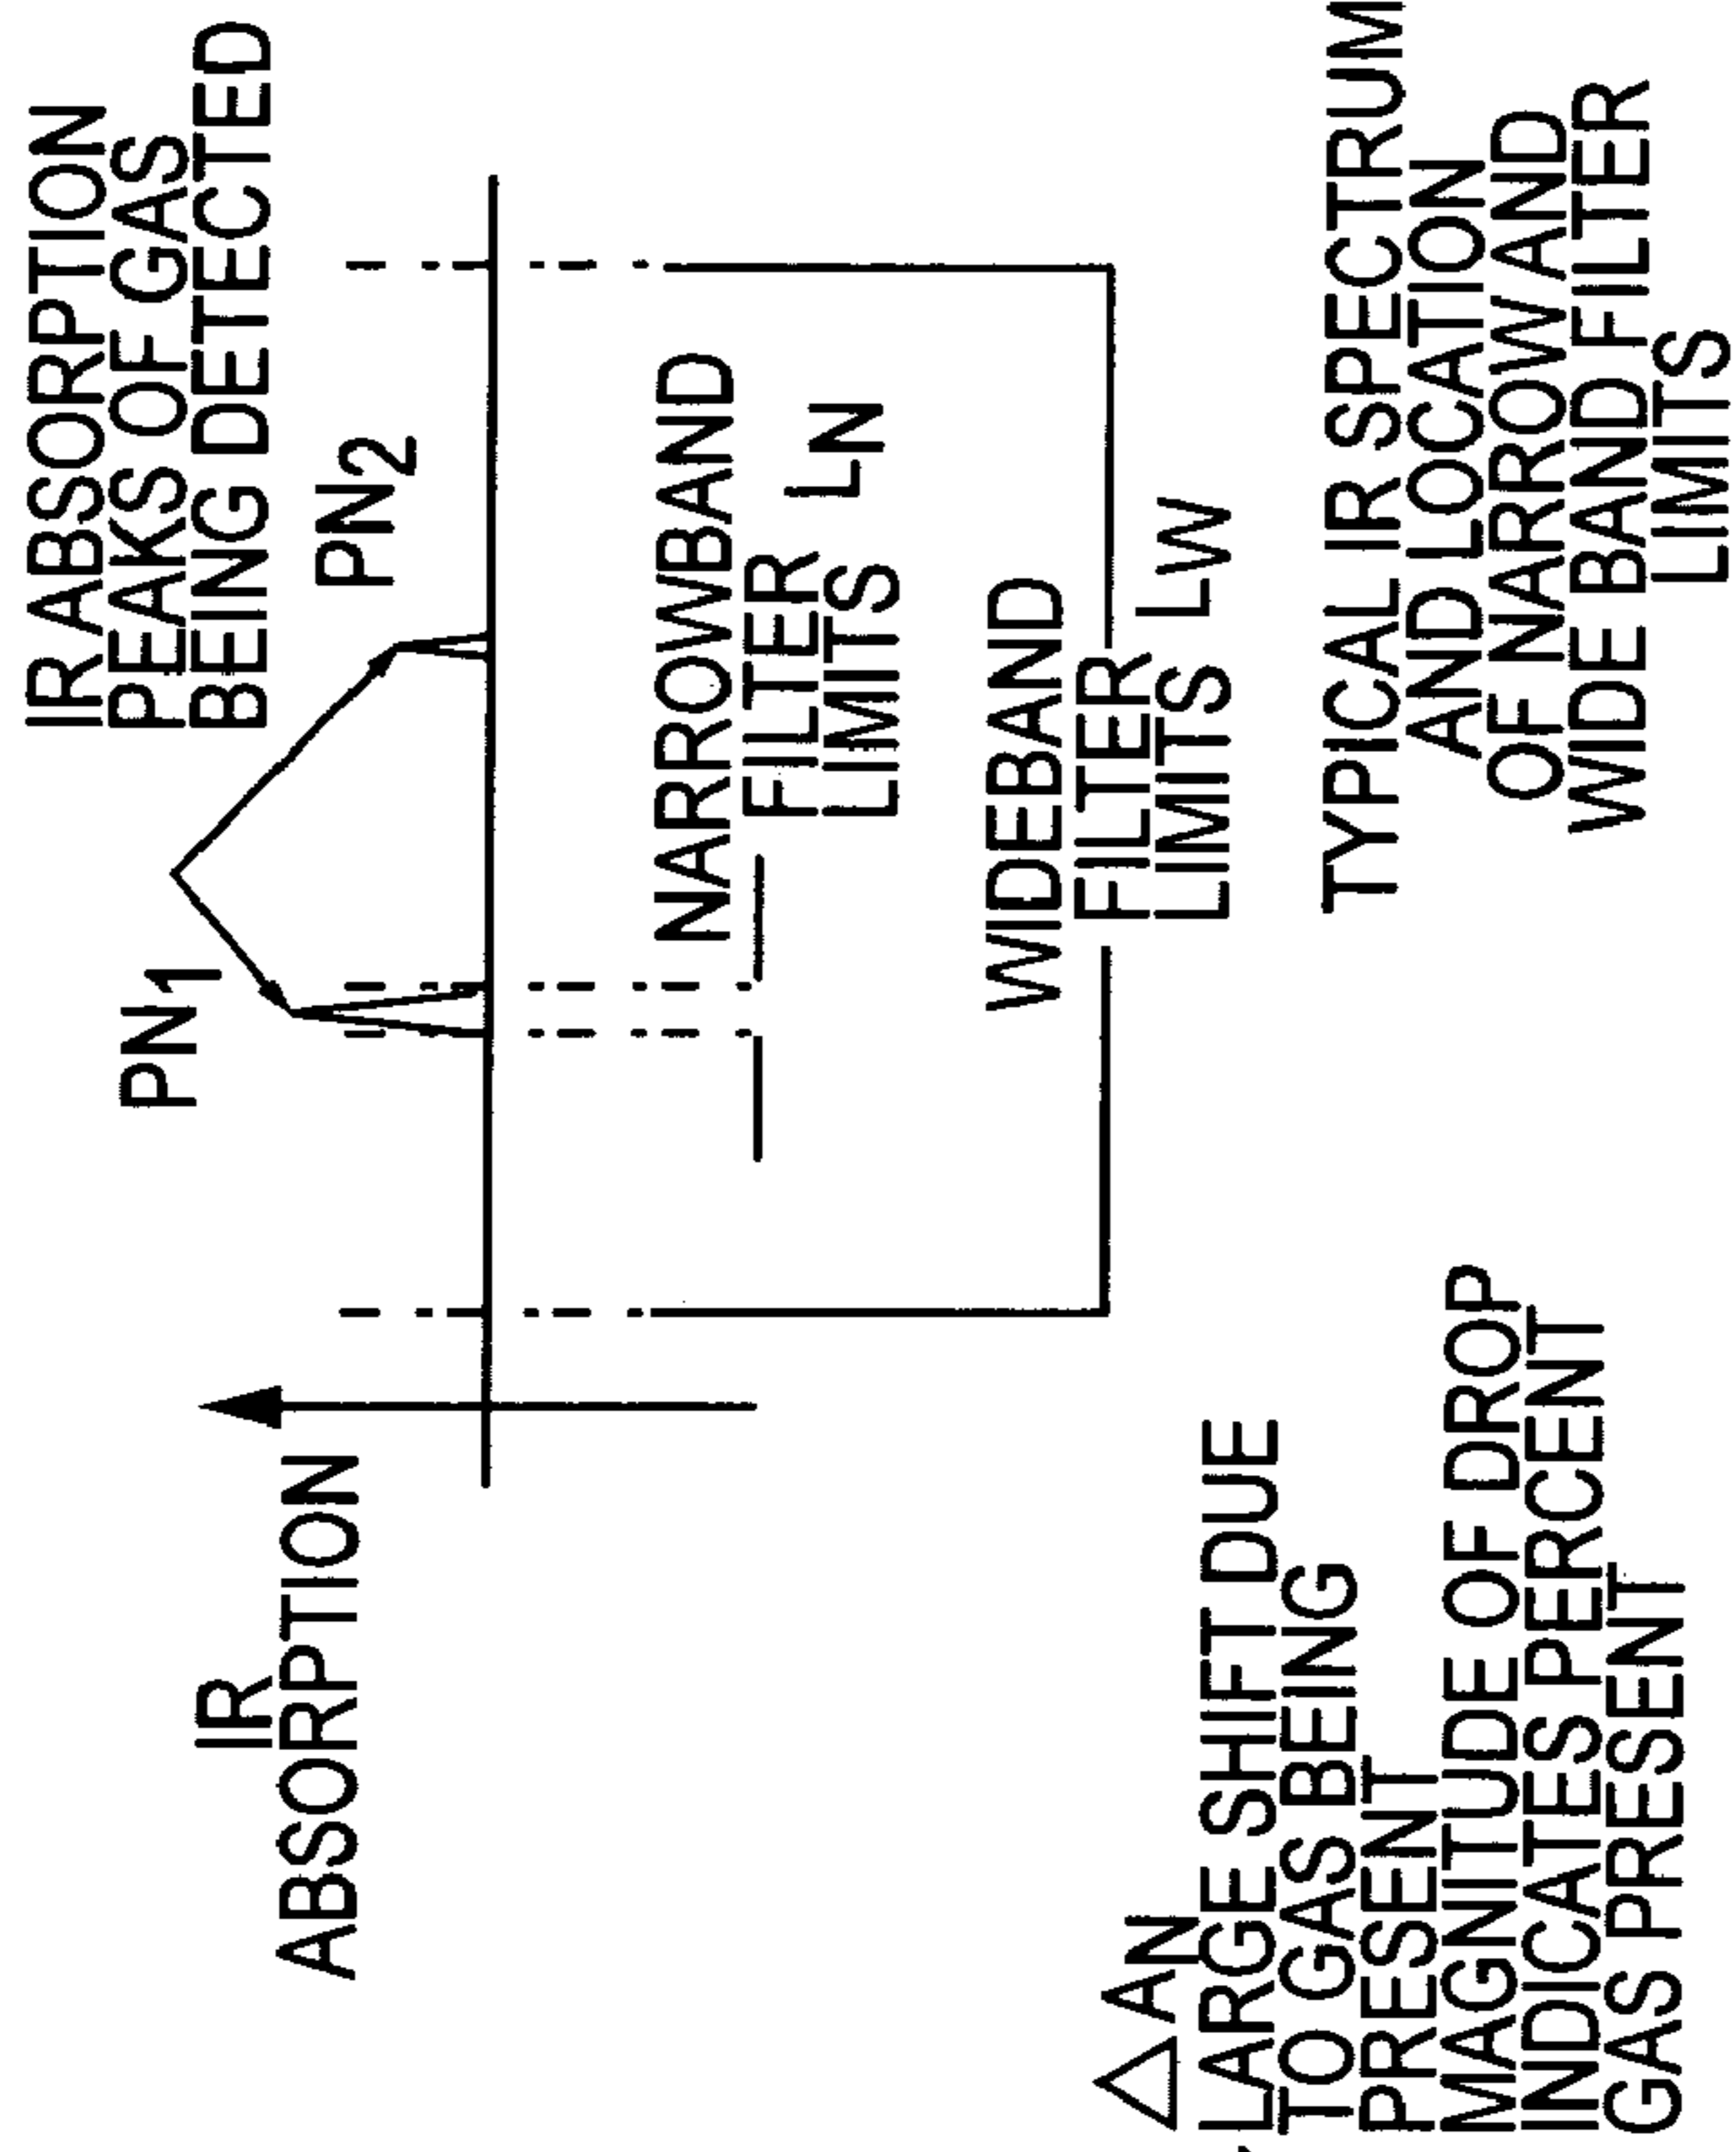 IR
ABSORPTION
PN1
IR ABSORPTION
PEAKS OF GAS
BEING DETECTED
PN2
NARROWBAND
FILTER
LIMITS LN
WIDEBAND
FILTER
LIMITS LW
△AN
LARGE SHIFT DUE
TO GAS BEING
PRESENT
MAGNITUDE OF DROP
INDICATES PERCENT
GAS PRESENT
TYPICAL IR SPECTRUM
AND LOCATION
OF NARROW AND
WIDE BAND FILTER
LIMITS